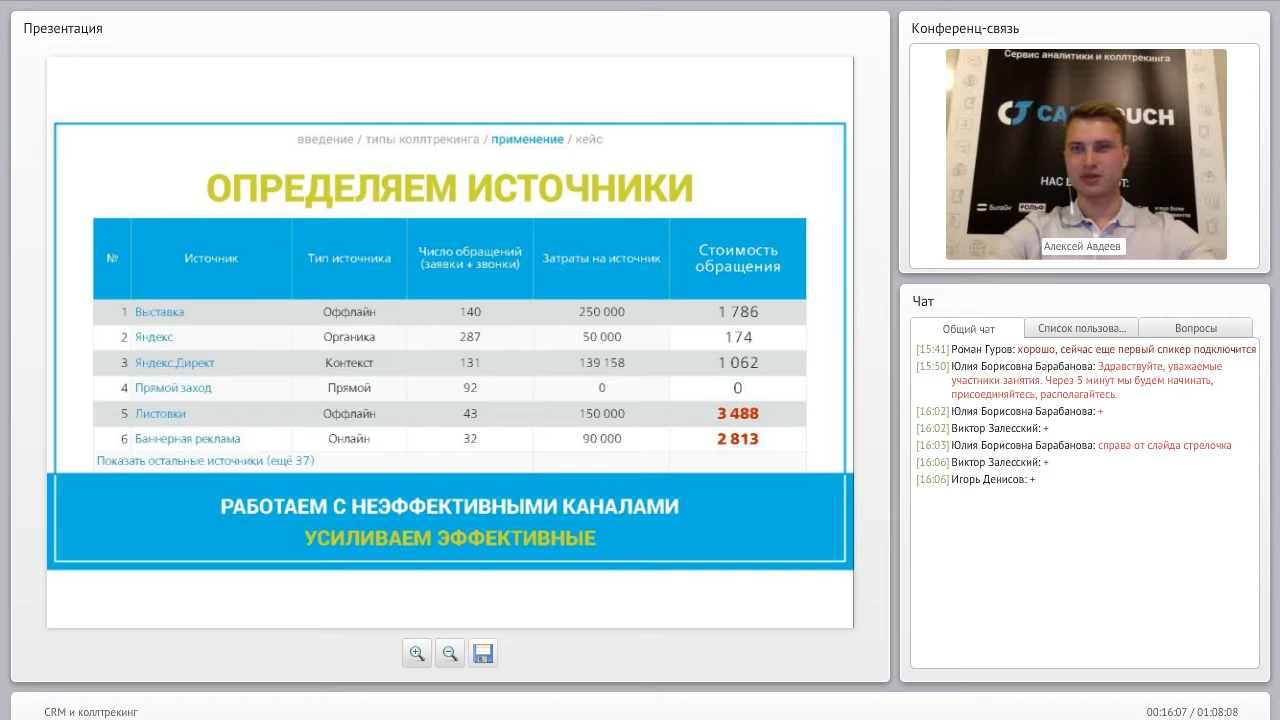 Презентация
введение / типы коллтрекинга / применение / кейс
ОПРЕДЕЛЯЕМ ИСТОЧНИКИ
№ Источник Тип источника Число обращений (заявки + звонки) Затраты на источник Стоимость обращения
1 Выставка Оффлайн 140 250 000 1 786
2 Яндекс Органика 287 50 000 174
3 Яндекс.Директ Контекст 131 139 158 1 062
4 Прямой заход Прямой 92 0 0
5 Листовки Оффлайн 43 150 000 3 488
6 Баннерная реклама Онлайн 32 90 000 2 813
Показать остальные источники (ещё 37)
РАБОТАЕМ С НЕЭФФЕКТИВНЫМИ КАНАЛАМИ
УСИЛИВАЕМ ЭФФЕКТИВНЫЕ
Конференц-связь
Сервис аналитики и коллтрекинга
НАС
Билайн РОЛЬФ
Алексей Авдеев
Чат
Общий чат Список пользова... Вопросы
[15:41] Роман Гуров: хорошо, сейчас еще первый спикер подключится
[15:50] Юлия Борисовна Барабанова: Здравствуйте, уважаемые
участники занятия. Через 5 минут мы будем начинать,
присоединяйтесь, располагайтесь.
[16:02] Юлия Борисовна Барабанова: +
[16:02] Виктор Залесский: +
[16:03] Юлия Борисовна Барабанова: справа от слайда стрелочка
[16:06] Виктор Залесский: +
[16:06] Игорь Денисов: +
CRM и коллтрекинг
00:16:07 / 01:08:08